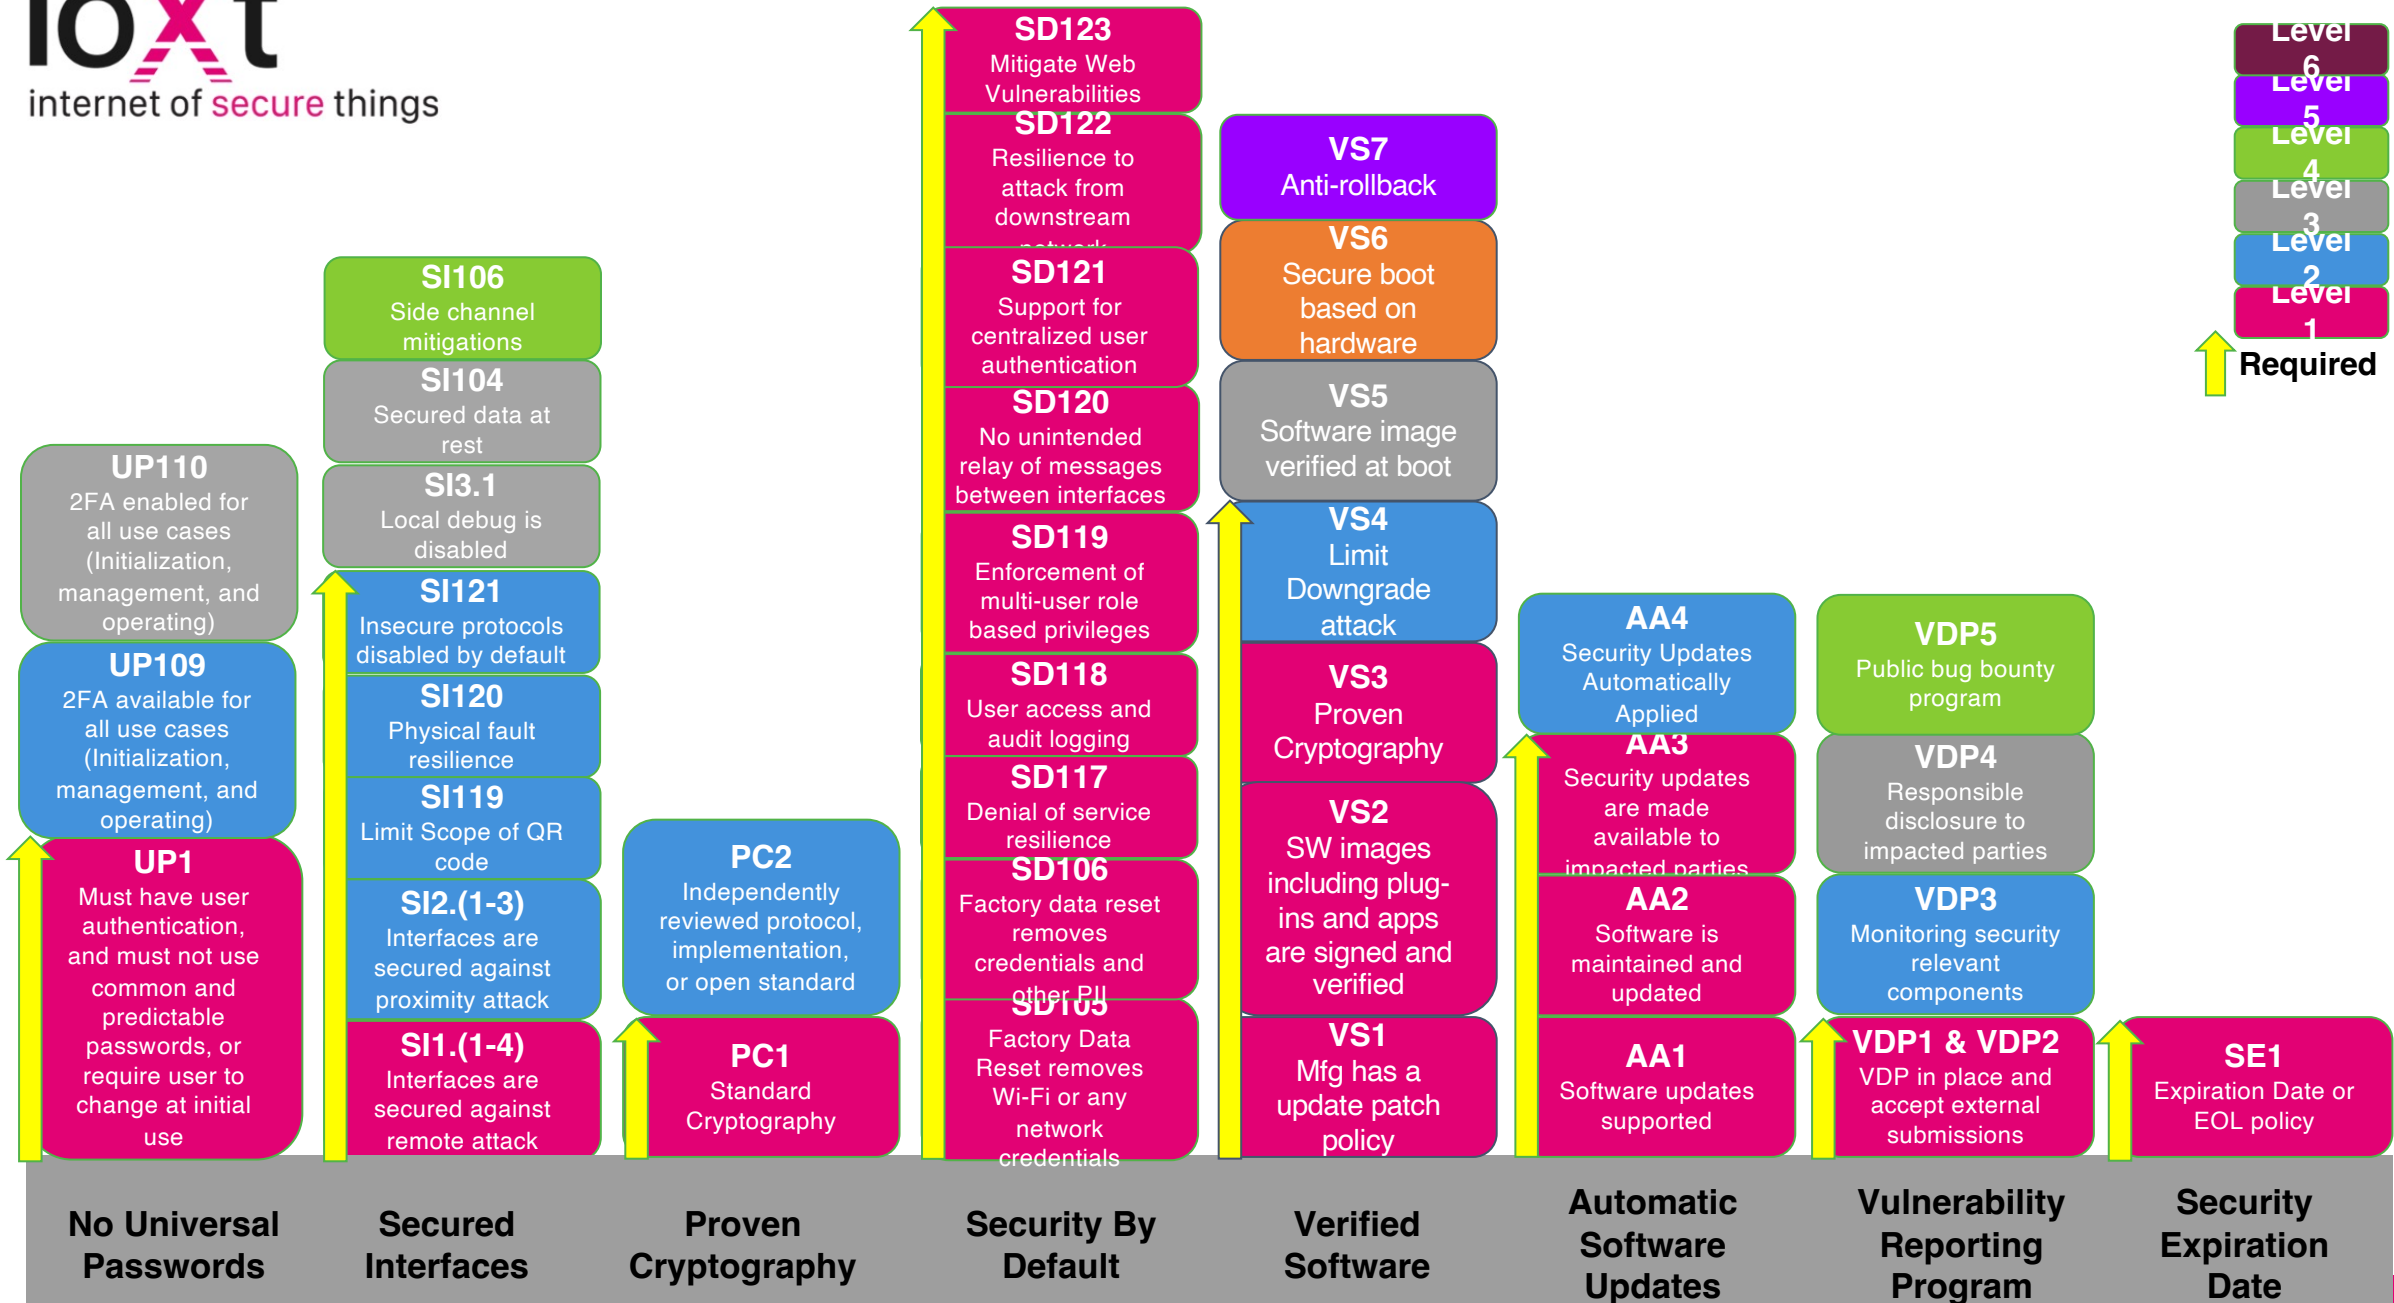 ioxt
internet of secure things
Level
6
Level
5
Level
4
Level
3
Level
2
Level
1
Required
UP110
2FA enabled for
all use cases
(Initialization,
management, and
operating)
UP109
2FA available for
all use cases
(Initialization,
management, and
operating)
UP1
Must have user
authentication,
and must not use
common and
predictable
passwords, or
require user to
change at initial
use
No Universal
Passwords
SI106
Side channel
mitigations
SI104
Secured data at
rest
SI3.1
Local debug is
disabled
SI121
Insecure protocols
disabled by default
SI120
Physical fault
resilience
SI119
Limit Scope of QR
code
SI2.(1-3)
Interfaces are
secured against
proximity attack
SI1.(1-4)
Interfaces are
secured against
remote attack
Secured
Interfaces
PC2
Independently
reviewed protocol,
implementation,
or open standard
PC1
Standard
Cryptography
Proven
Cryptography
SD123
Mitigate Web
Vulnerabilities
SD122
Resilience to
attack from
downstream
network
SD121
Support for
centralized user
authentication
SD120
No unintended
relay of messages
between interfaces
SD119
Enforcement of
multi-user role
based privileges
SD118
User access and
audit logging
SD117
Denial of service
resilience
SD106
Factory data reset
removes
credentials and
other PII
SD105
Factory Data
Reset removes
Wi-Fi or any
network
credentials
Security By
Default
VS7
Anti-rollback
VS6
Secure boot
based on
hardware
VS5
Software image
verified at boot
VS4
Limit
Downgrade
attack
VS3
Proven
Cryptography
VS2
SW images
including plug-
ins and apps
are signed and
verified
VS1
Mfg has a
update patch
policy
Verified
Software
AA4
Security Updates
Automatically
Applied
AA3
Security updates
are made
available to
impacted parties
AA2
Software is
maintained and
updated
AA1
Software updates
supported
Automatic
Software
Updates
VDP5
Public bug bounty
program
VDP4
Responsible
disclosure to
impacted parties
VDP3
Monitoring security
relevant
components
VDP1 & VDP2
VDP in place and
accept external
submissions
Vulnerability
Reporting
Program
SE1
Expiration Date or
EOL policy
Security
Expiration
Date